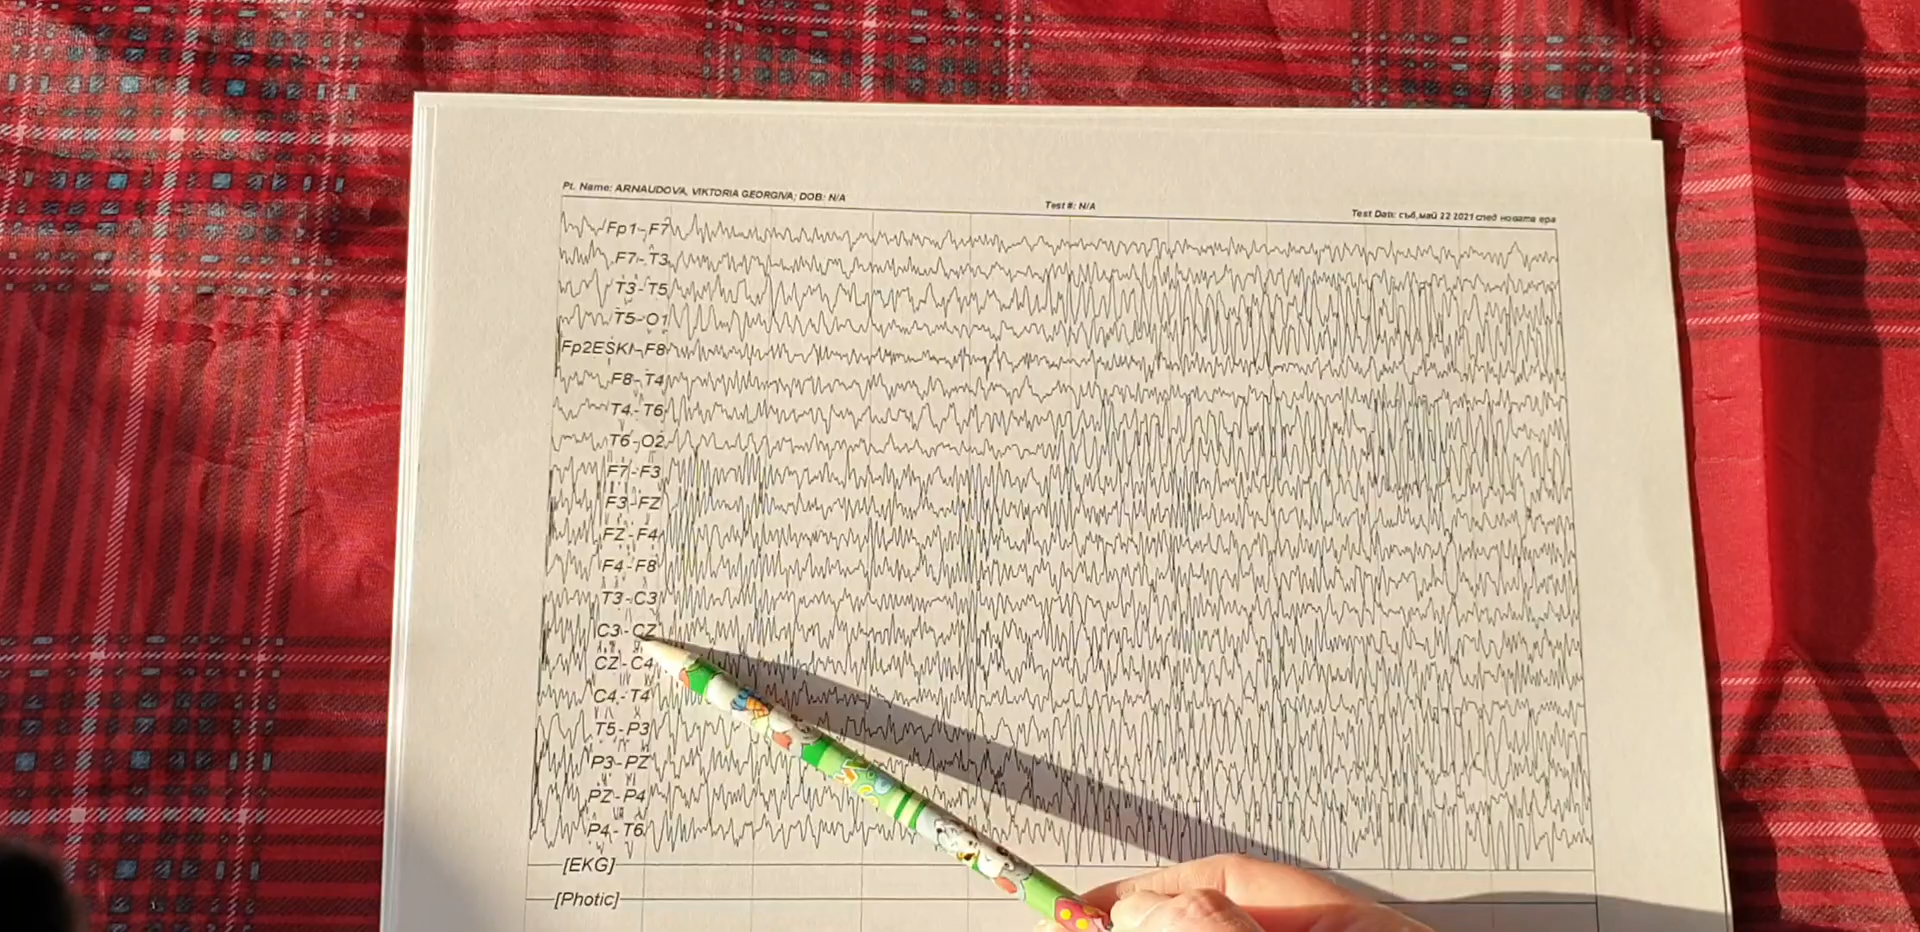 Pt. Name: ARNAUDOVA, VIKTORIA GEORGIVA; DOB: N/A
Test #: N/A
Test Date: съб,май 22 2021 след новата ера
Fp1-F7
F7-T3
T3-T5
T5-O1
Fp2ESKI-F8
F8-T4
T4-T6
T6-O2
F7-F3
F3-FZ
FZ-F4
F4-F8
T3-C3
C3-CZ
CZ-C4
C4-T4
T5-P3
P3-PZ
PZ-P4
P4-T6
[EKG]
[Photic]